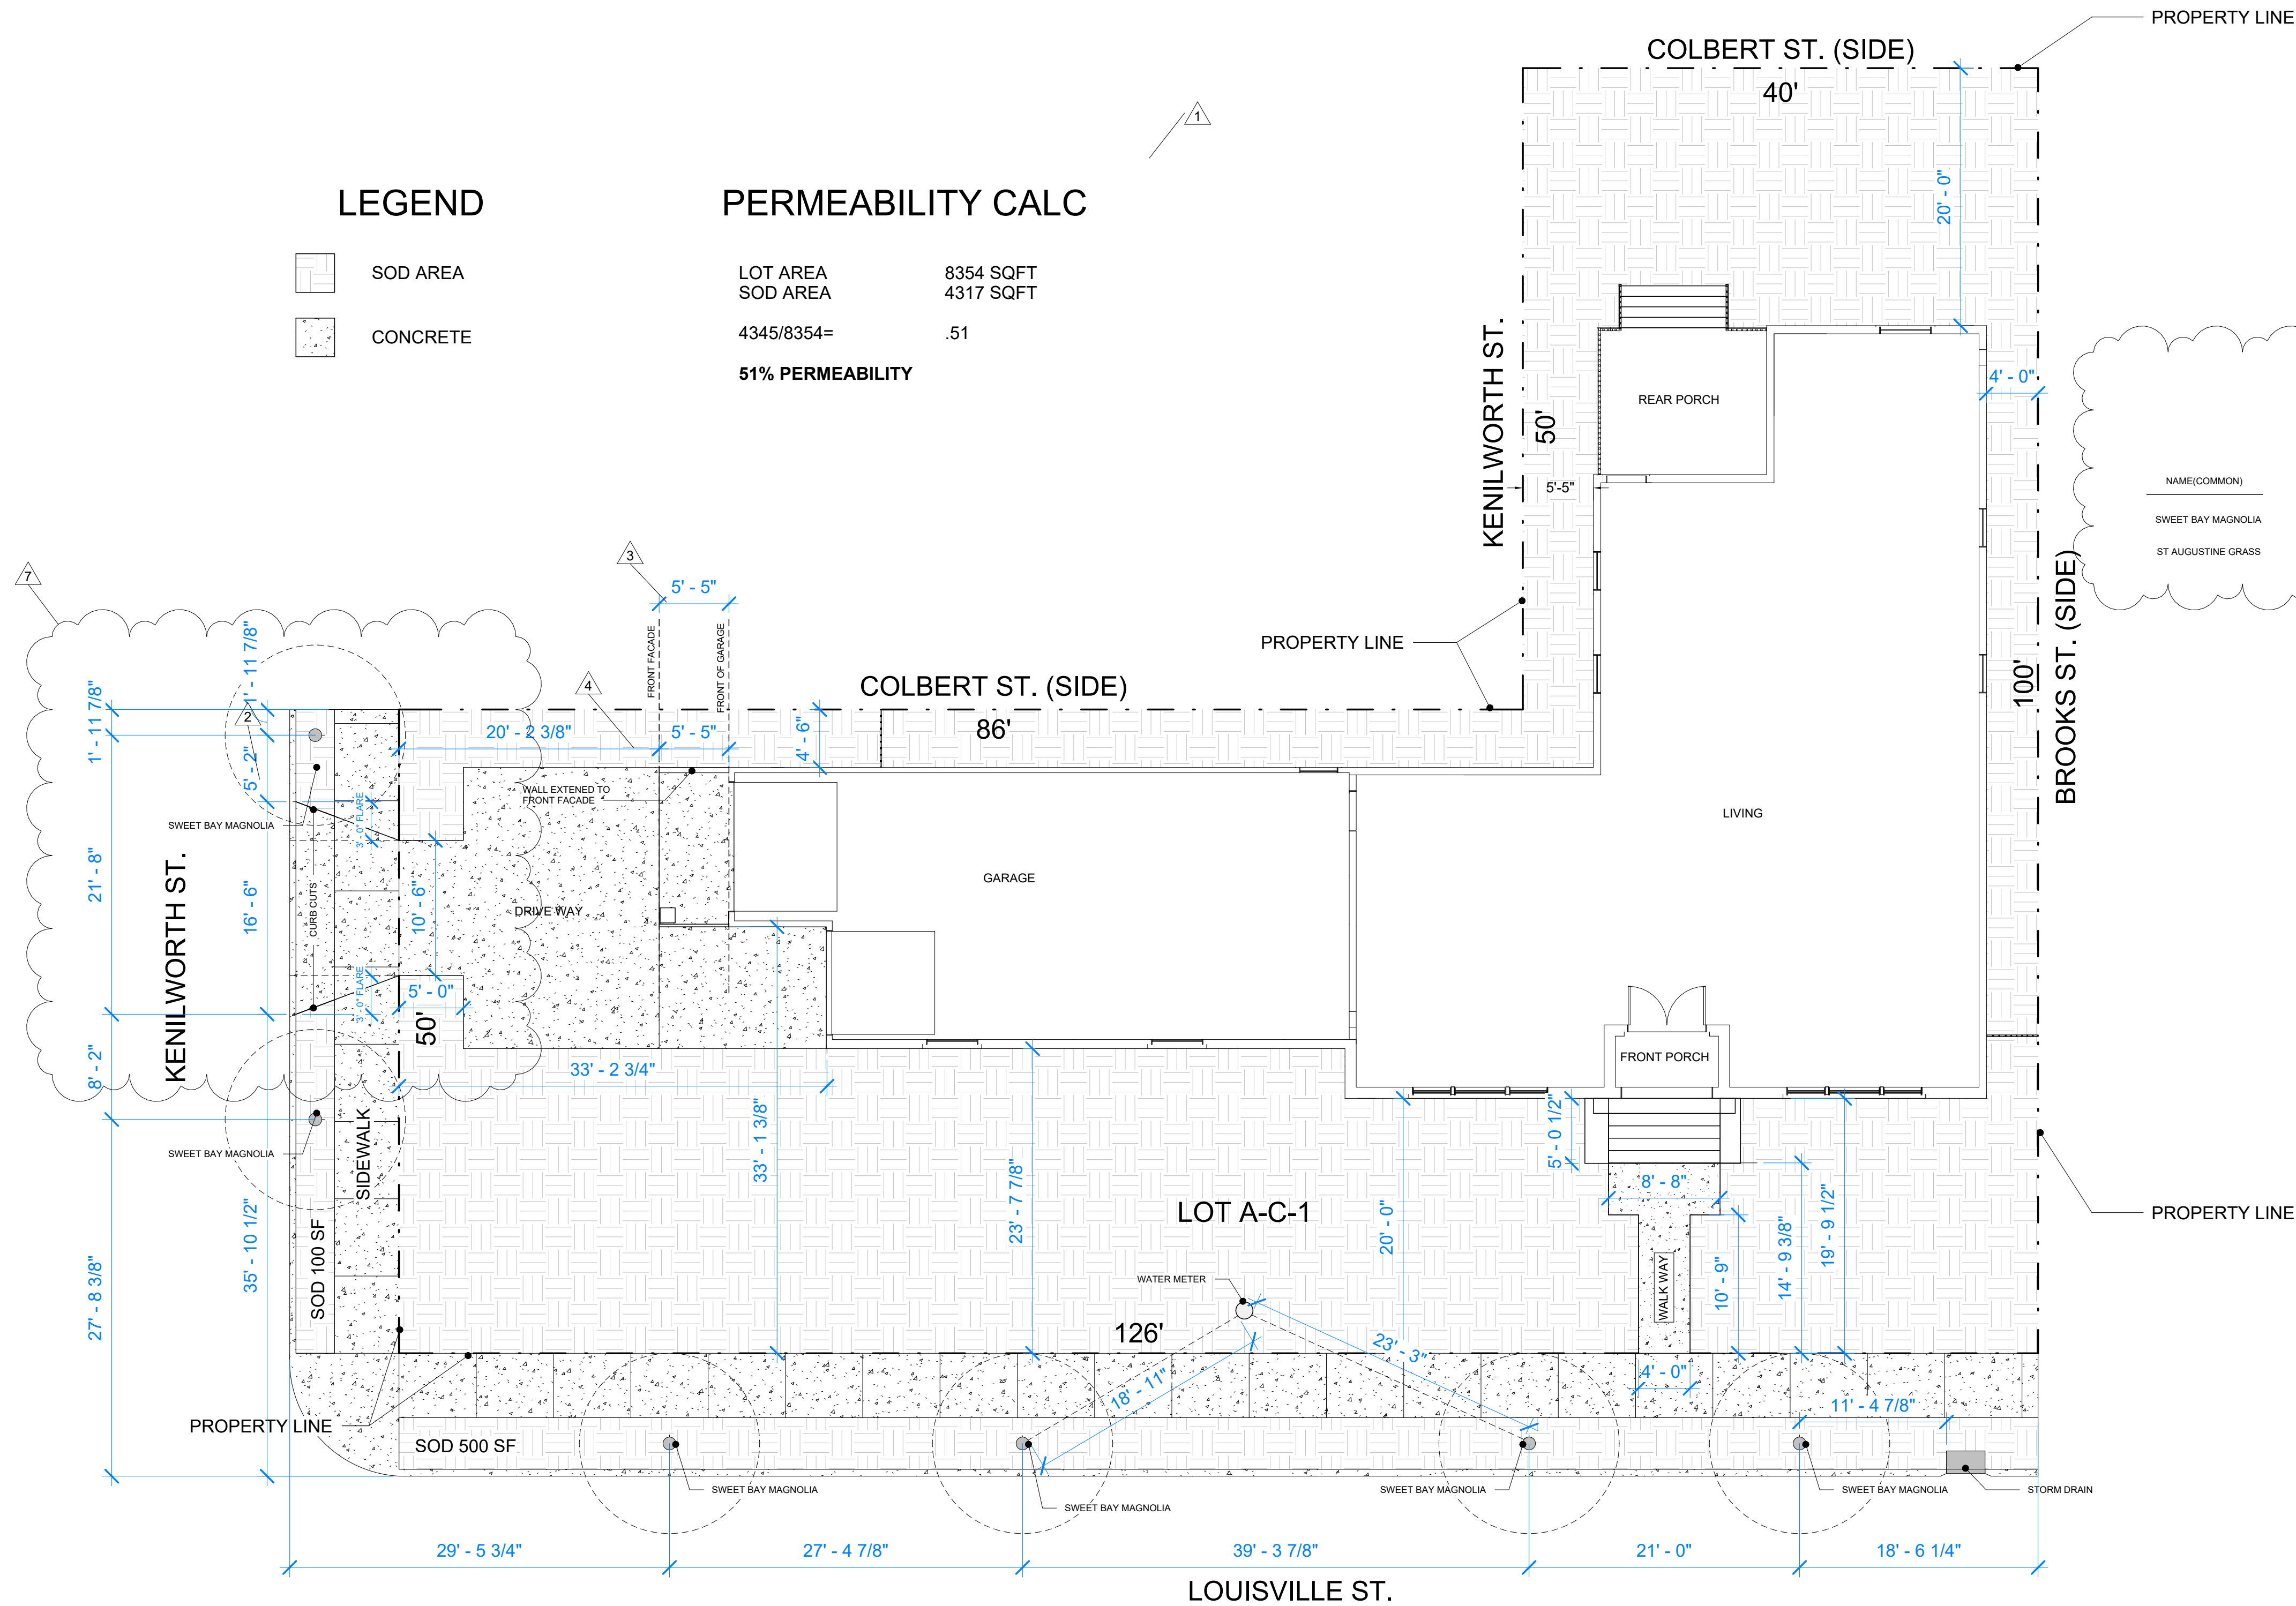 PROPERTY LINE
COLBERT ST. (SIDE)
40'
1
LEGEND
SOD AREA
CONCRETE
PERMEABILITY CALC
LOT AREA 8354 SQFT
SOD AREA 4317 SQFT
4345/8354= .51
51% PERMEABILITY
20' - 0"
KENILWORTH ST.
50'
REAR PORCH
4' - 0"
5'-5"
NAME(COMMON)
SWEET BAY MAGNOLIA
ST AUGUSTINE GRASS
BROOKS ST. (SIDE)
100'
PROPERTY LINE
7
3
5' - 5"
FRONT FACADE
FRONT OF GARAGE
4
COLBERT ST. (SIDE)
86'
2
1' - 11 7/8"
1' - 11 7/8"
5' - 2"
20' - 2 3/8"
5' - 5"
4' - 6"
WALL EXTENED TO
FRONT FACADE
SWEET BAY MAGNOLIA
3' - 0" FLARE
LIVING
GARAGE
21' - 8"
KENILWORTH ST.
16' - 6"
CURB CUTS
10' - 6"
DRIVE WAY
3' - 0" FLARE
5' - 0"
50'
8' - 2"
33' - 2 3/4"
FRONT PORCH
SWEET BAY MAGNOLIA
SIDEWALK
33' - 1 3/8"
23' - 7 7/8"
5' - 0 1/2"
8' - 8"
LOT A-C-1
20' - 0"
10' - 9"
14' - 9 3/8"
19' - 9 1/2"
PROPERTY LINE
27' - 8 3/8"
35' - 10 1/2"
SOD 100 SF
WATER METER
WALK WAY
126'
23' - 3"
18' - 11"
4' - 0"
11' - 4 7/8"
PROPERTY LINE
SOD 500 SF
SWEET BAY MAGNOLIA
SWEET BAY MAGNOLIA
SWEET BAY MAGNOLIA
SWEET BAY MAGNOLIA
STORM DRAIN
29' - 5 3/4"
27' - 4 7/8"
39' - 3 7/8"
21' - 0"
18' - 6 1/4"
LOUISVILLE ST.